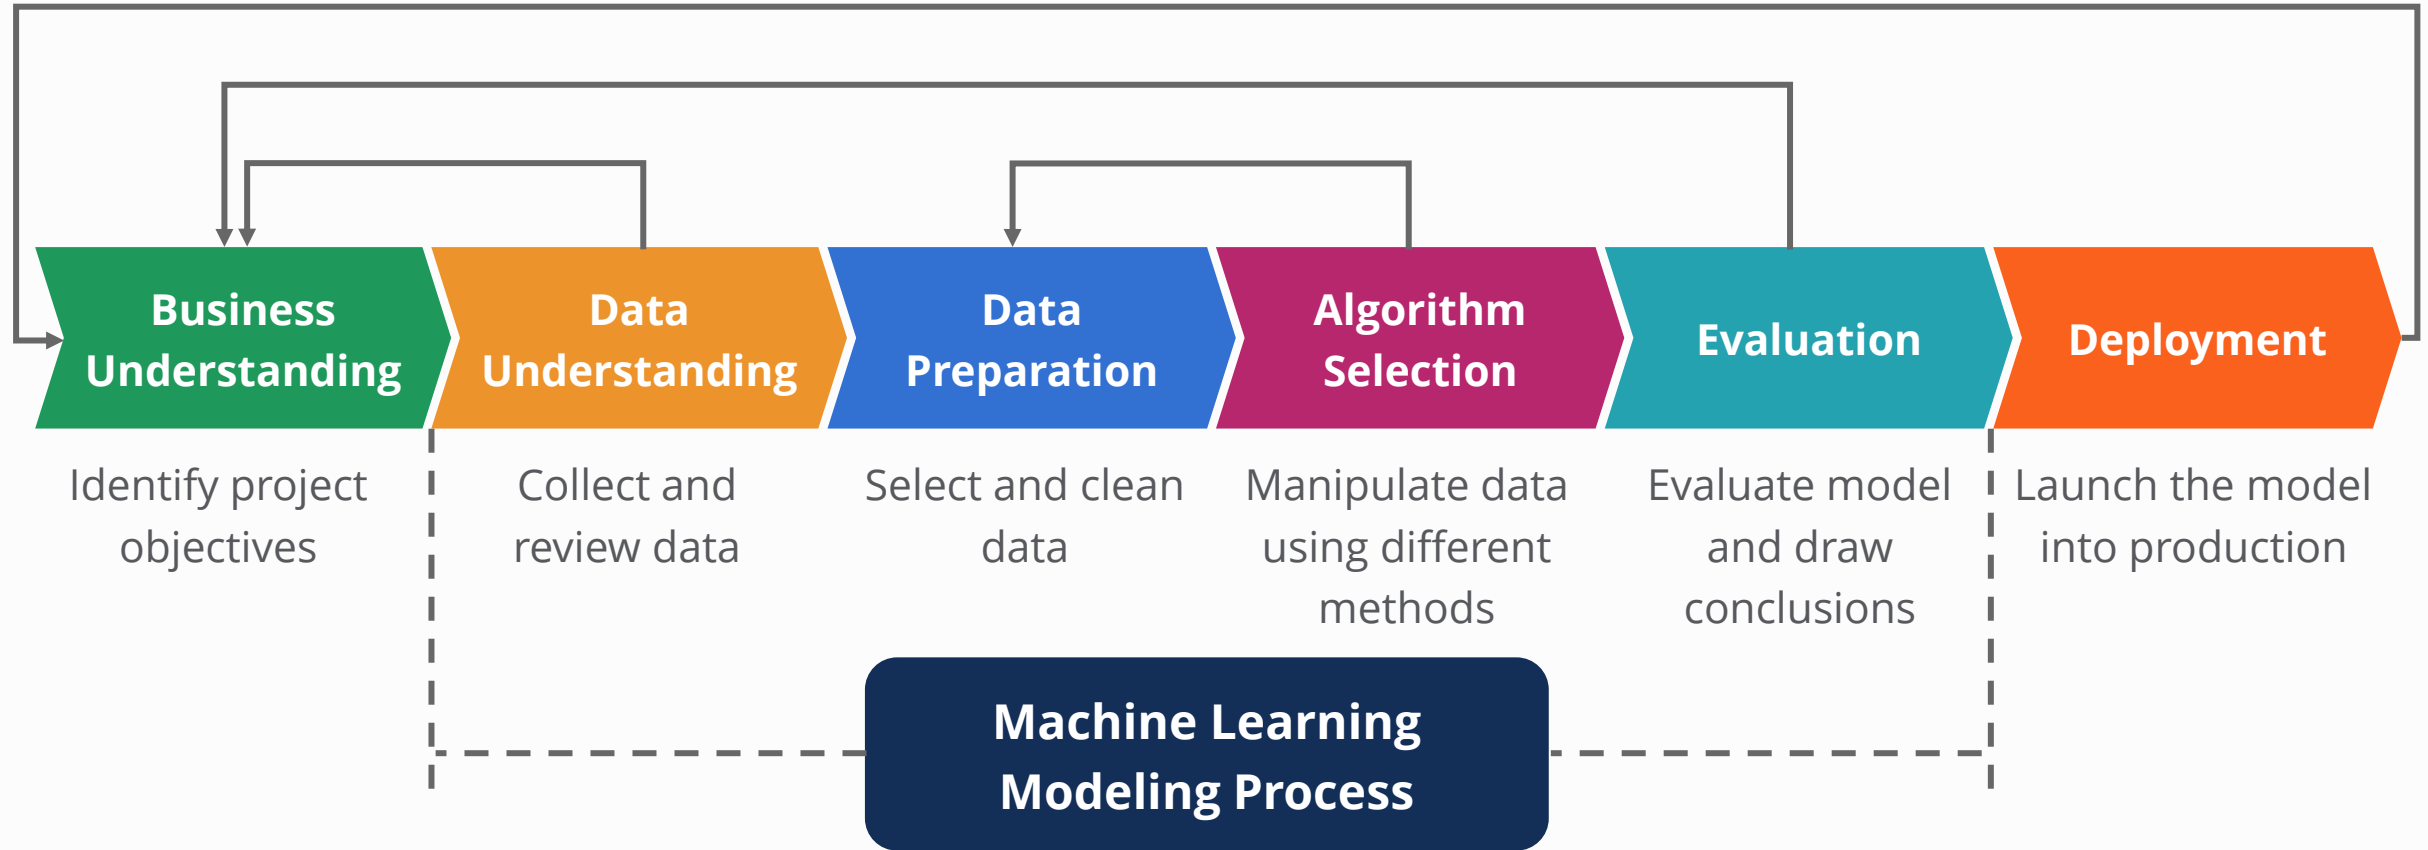 Business
Understanding
Data
Understanding
Data
Preparation
Algorithm
Selection
Evaluation
Deployment
Identify project
objectives
Collect and
review data
Select and clean
data
Manipulate data
using different
methods
Evaluate model
and draw
conclusions
Launch the model
into production
Machine Learning
Modeling Process